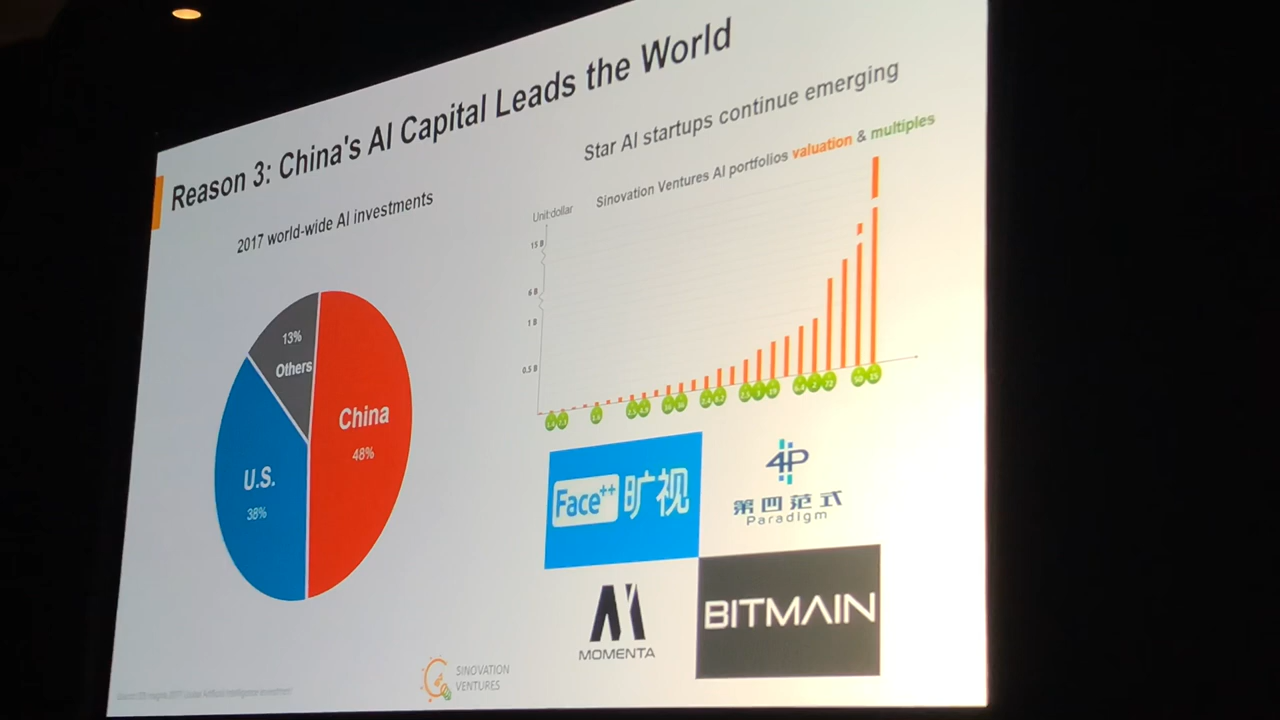 Reason 3: China's AI Capital Leads the World
2017 world-wide AI investments
13%
Others
China
48%
U.S.
38%
Star AI startups continue emerging
Sinovation Ventures AI portfolios valuation & multiples
Unit:dollar
15 B
6 B
1 B
0.5 B
Face++ 旷视
4P
第四范式
Paradigm
MOMENTA
BITMAIN
SINOVATION
VENTURES